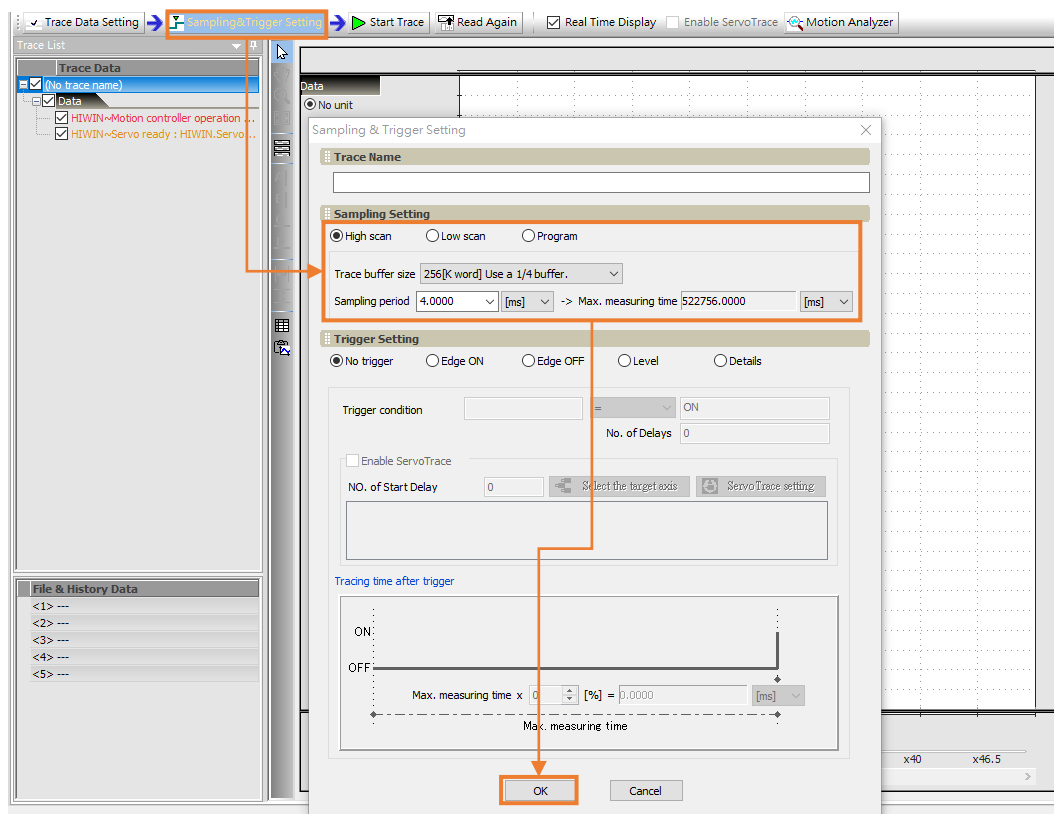 Trace Data Setting Sampling&Trigger Setting Start Trace Read Again Real Time Display Enable ServoTrace Motion Analyzer
Trace List
Trace Data
(No trace name)
Data
HIWIN~Motion controller operation ...
HIWIN~Servo ready : HIWIN.Servo...
File & History Data
<1> ---
<2> ---
<3> ---
<4> ---
<5> ---
Data
No unit
Sampling & Trigger Setting
Trace Name
Sampling Setting
High scan Low scan Program
Trace buffer size 256[K word] Use a 1/4 buffer.
Sampling period 4.0000 [ms] -> Max. measuring time 522756.0000 [ms]
Trigger Setting
No trigger Edge ON Edge OFF Level Details
Trigger condition = ON
No. of Delays 0
Enable ServoTrace
NO. of Start Delay 0 Select the target axis ServoTrace setting
Tracing time after trigger
ON
OFF
Max. measuring time x 0 [%] = 0.0000 [ms]
Max. measuring time
OK Cancel
x40 x46.5